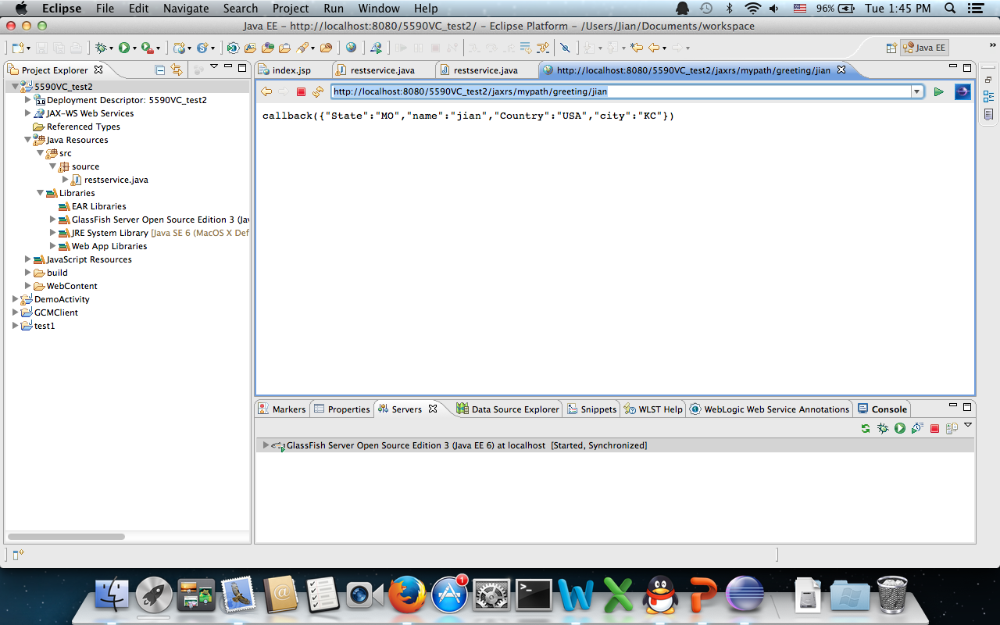 Eclipse File Edit Navigate Search Project Run Window Help 96% Tue 1:45 PM
Java EE – http://localhost:8080/5590VC_test2/ – Eclipse Platform – /Users/Jian/Documents/workspace
Java EE
»
Project Explorer
index.jsp restservice.java restservice.java http://localhost:8080/5590VC_test2/jaxrs/mypath/greeting/jian
5590VC_test2
http://localhost:8080/5590VC_test2/jaxrs/mypath/greeting/jian
Deployment Descriptor: 5590VC_test2
JAX-WS Web Services
callback({"State":"MO","name":"jian","Country":"USA","city":"KC"})
Referenced Types
Java Resources
src
source
restservice.java
Libraries
EAR Libraries
GlassFish Server Open Source Edition 3 (Jav
JRE System Library [Java SE 6 (MacOS X Def
Web App Libraries
JavaScript Resources
build
WebContent
DemoActivity
GCMClient
test1
Markers Properties Servers Data Source Explorer Snippets WLST Help WebLogic Web Service Annotations Console
GlassFish Server Open Source Edition 3 (Java EE 6) at localhost [Started, Synchronized]
1